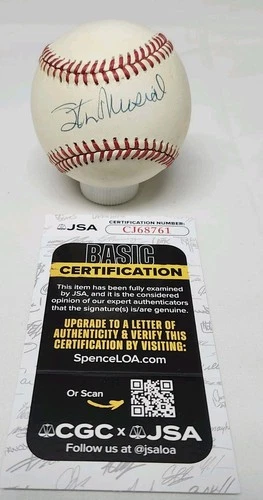 Stan Musial
JSA
CERTIFICATION NUMBER:
CJ68761
BASIC
CERTIFICATION
This item has been fully examined
by JSA, and it is the considered
opinion of our expert authenticators
that the signature(s) is/are genuine.
UPGRADE TO A LETTER OF
AUTHENTICITY & VERIFY THIS
CERTIFICATION BY VISITING:
SpenceLOA.com
Or Scan
CGC x JSA
Follow us at @jsaloa